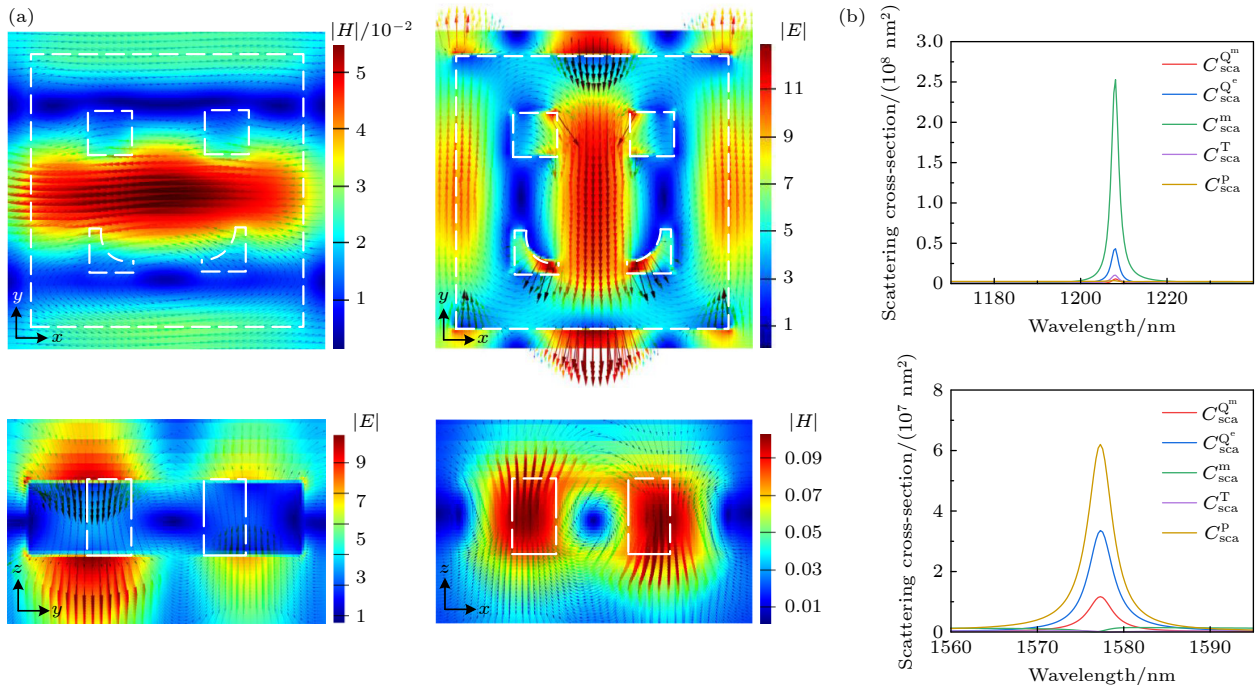 (a)
|H|/10⁻²
5
4
3
2
1
y
x
|E|
11
9
7
5
3
1
y
x
|E|
9
7
5
3
1
z
y
|H|
0.09
0.07
0.05
0.03
0.01
z
x
(b)
Scattering cross-section/(10⁸ nm²)
3.0
2.5
2.0
1.5
1.0
0.5
0
C_sca^{Q^m}
C_sca^{Q^e}
C_sca^m
C_sca^T
C_sca^p
1180 1200 1220
Wavelength/nm
Scattering cross-section/(10⁷ nm²)
8
6
4
2
0
C_sca^{Q^m}
C_sca^{Q^e}
C_sca^m
C_sca^T
C_sca^p
1560 1570 1580 1590
Wavelength/nm